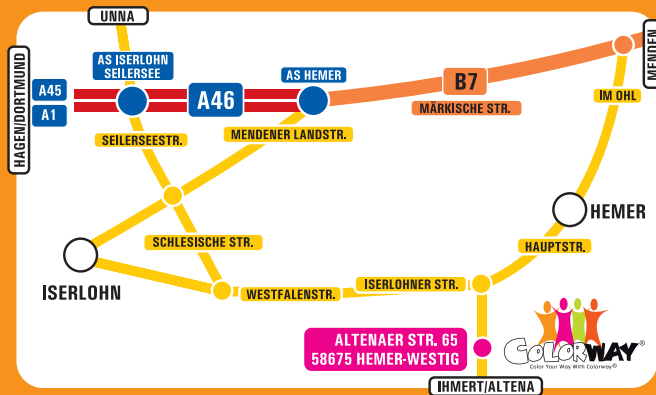 UNNA
MENDEN
HAGEN/DORTMUND
AS ISERLOHN
SEILERSEE
AS HEMER
A45
A1
A46
B7
IM OHL
MÄRKISCHE STR.
SEILERSEESTR.
MENDENER LANDSTR.
HEMER
SCHLESISCHE STR.
HAUPTSTR.
ISERLOHN
WESTFALENSTR.
ISERLOHNER STR.
ALTENAER STR. 65
58675 HEMER-WESTIG
COLORWAY®
Color Your Way With Colorway®
IHMERT/ALTENA